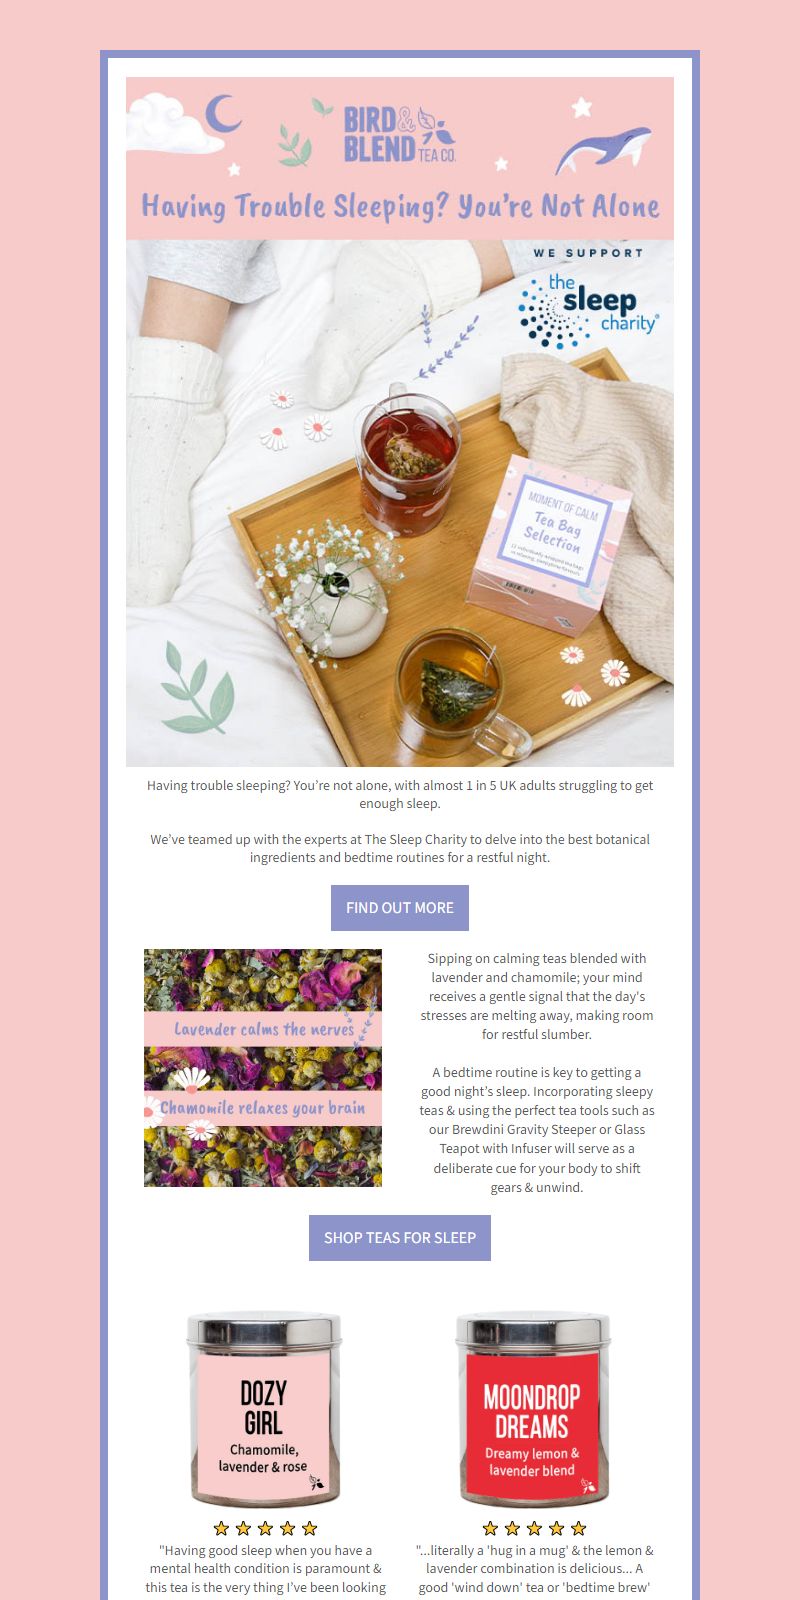 BIRD &
BLEND TEA CO.
Having Trouble Sleeping? You're Not Alone
WE SUPPORT
the
sleep
charity
MOMENT OF CALM
Tea Bag
Selection
Having trouble sleeping? You’re not alone, with almost 1 in 5 UK adults struggling to get
enough sleep.
We’ve teamed up with the experts at The Sleep Charity to delve into the best botanical
ingredients and bedtime routines for a restful night.
FIND OUT MORE
Lavender calms the nerves
Chamomile relaxes your brain
Sipping on calming teas blended with
lavender and chamomile; your mind
receives a gentle signal that the day's
stresses are melting away, making room
for restful slumber.
A bedtime routine is key to getting a
good night’s sleep. Incorporating sleepy
teas & using the perfect tea tools such as
our Brewdini Gravity Steeper or Glass
Teapot with Infuser will serve as a
deliberate cue for your body to shift
gears & unwind.
SHOP TEAS FOR SLEEP
DOZY
GIRL
Chamomile,
lavender & rose
MOONDROP
DREAMS
Dreamy lemon &
lavender blend
"Having good sleep when you have a
mental health condition is paramount &
this tea is the very thing I’ve been looking
"...literally a 'hug in a mug' & the lemon &
lavender combination is delicious... A
good 'wind down' tea or 'bedtime brew'